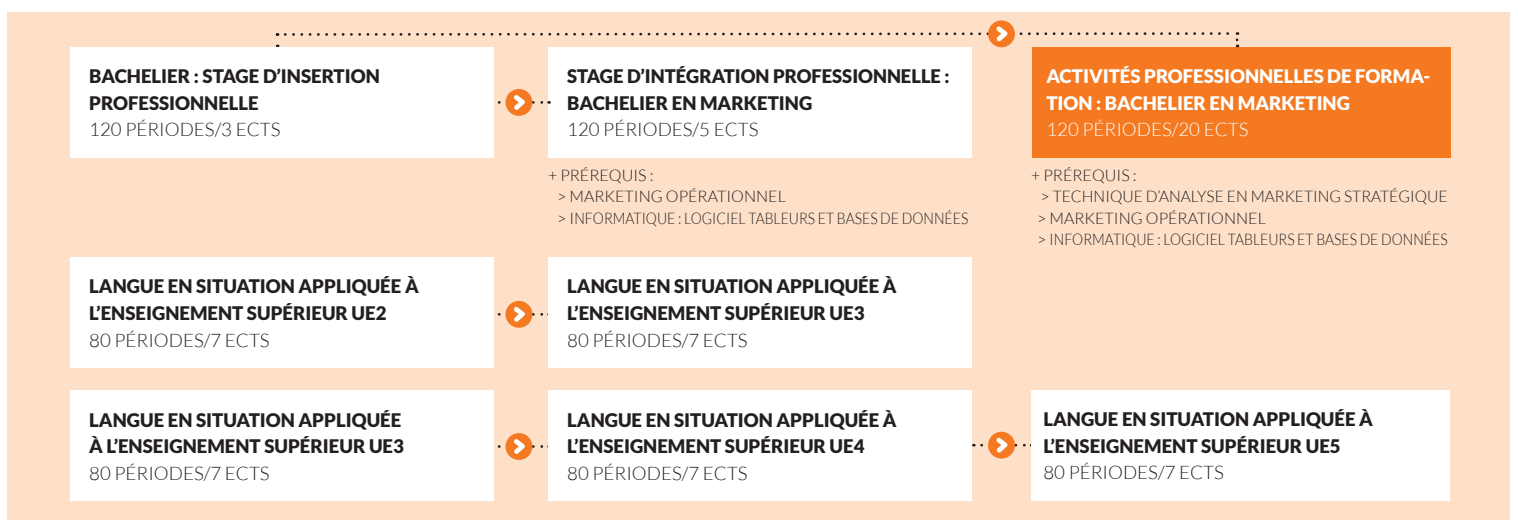 BACHELIER : STAGE D'INSERTION
PROFESSIONNELLE
120 PÉRIODES/3 ECTS
STAGE D'INTÉGRATION PROFESSIONNELLE :
BACHELIER EN MARKETING
120 PÉRIODES/5 ECTS
+ PRÉREQUIS :
> MARKETING OPÉRATIONNEL
> INFORMATIQUE : LOGICIEL TABLEURS ET BASES DE DONNÉES
ACTIVITÉS PROFESSIONNELLES DE FORMA-
TION : BACHELIER EN MARKETING
120 PÉRIODES/20 ECTS
+ PRÉREQUIS :
> TECHNIQUE D'ANALYSE EN MARKETING STRATÉGIQUE
> MARKETING OPÉRATIONNEL
> INFORMATIQUE : LOGICIEL TABLEURS ET BASES DE DONNÉES
LANGUE EN SITUATION APPLIQUÉE À
L'ENSEIGNEMENT SUPÉRIEUR UE2
80 PÉRIODES/7 ECTS
LANGUE EN SITUATION APPLIQUÉE À
L'ENSEIGNEMENT SUPÉRIEUR UE3
80 PÉRIODES/7 ECTS
LANGUE EN SITUATION APPLIQUÉE
À L'ENSEIGNEMENT SUPÉRIEUR UE3
80 PÉRIODES/7 ECTS
LANGUE EN SITUATION APPLIQUÉE À
L'ENSEIGNEMENT SUPÉRIEUR UE4
80 PÉRIODES/7 ECTS
LANGUE EN SITUATION APPLIQUÉE À
L'ENSEIGNEMENT SUPÉRIEUR UE5
80 PÉRIODES/7 ECTS